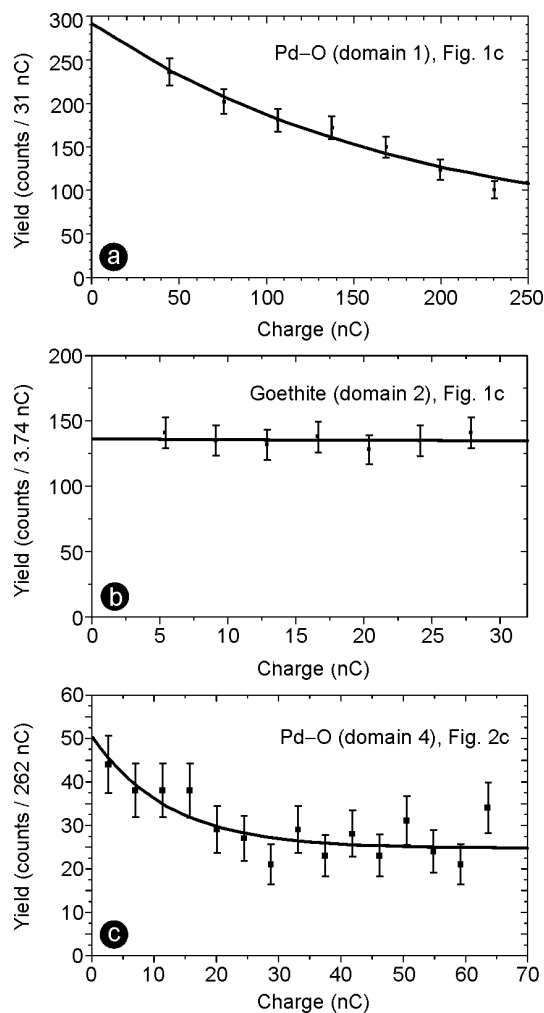 300
250
200
150
100
50
0
Yield (counts / 31 nC)
Pd–O (domain 1), Fig. 1c
a
0 50 100 150 200 250
Charge (nC)
200
150
100
50
0
Yield (counts / 3.74 nC)
Goethite (domain 2), Fig. 1c
b
0 5 10 15 20 25 30
Charge (nC)
60
50
40
30
20
10
0
Yield (counts / 262 nC)
Pd–O (domain 4), Fig. 2c
c
0 10 20 30 40 50 60 70
Charge (nC)